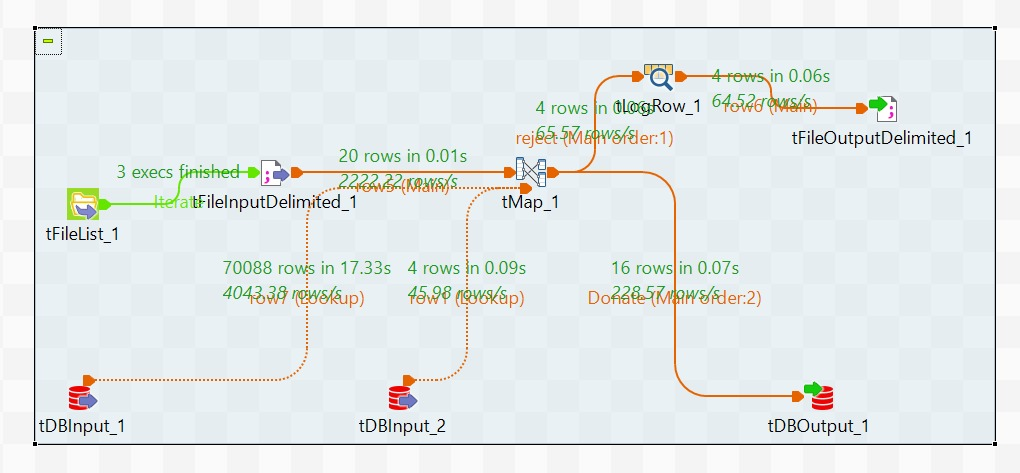 4 rows in 0.06s
64.52 rows/s
row6 (Main)
4 rows in 0.06s
65.57 rows/s
tLogRow_1
reject (Main order:1)
tFileOutputDelimited_1
20 rows in 0.01s
2222.22 rows/s
row5 (Main)
3 execs finished
Iterate
tFileInputDelimited_1
tMap_1
tFileList_1
70088 rows in 17.33s
4043.38 rows/s
row7 (Lookup)
4 rows in 0.09s
45.98 rows/s
row1 (Lookup)
16 rows in 0.07s
228.57 rows/s
Donate (Main order:2)
tDBInput_1
tDBInput_2
tDBOutput_1